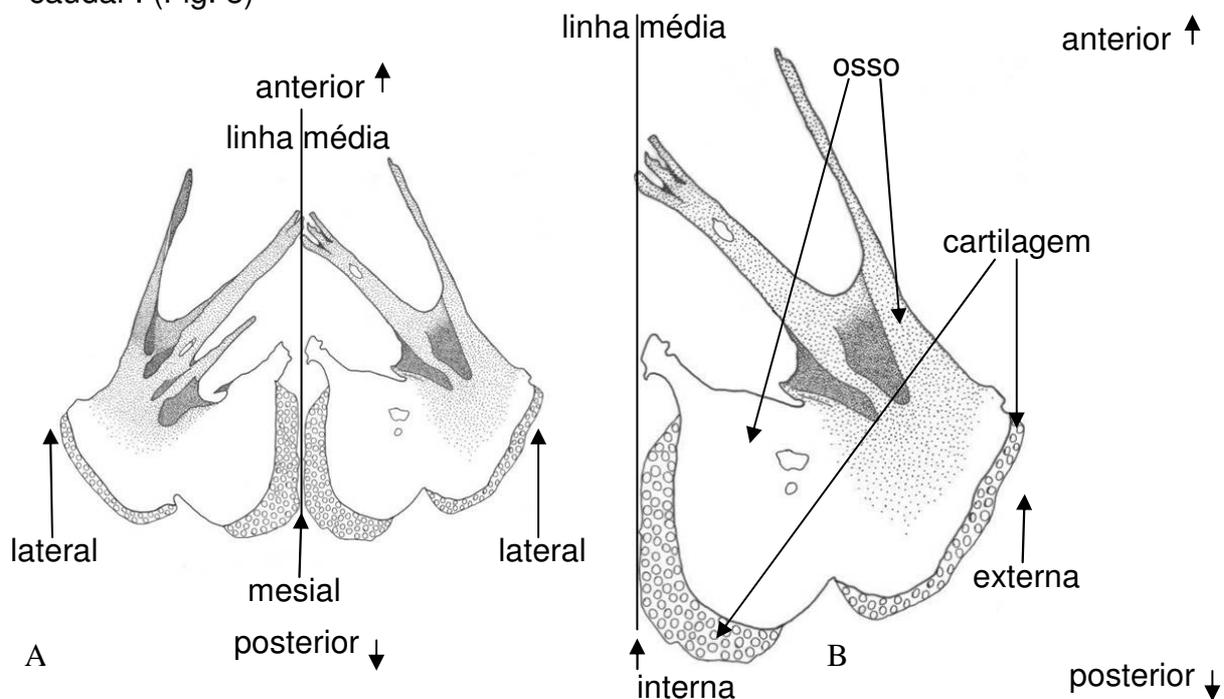 caudal . (Fig. 3)
anterior
linha média
lateral
lateral
mesial
posterior
A
linha média
anterior
osso
cartilagem
externa
B
interna
posterior